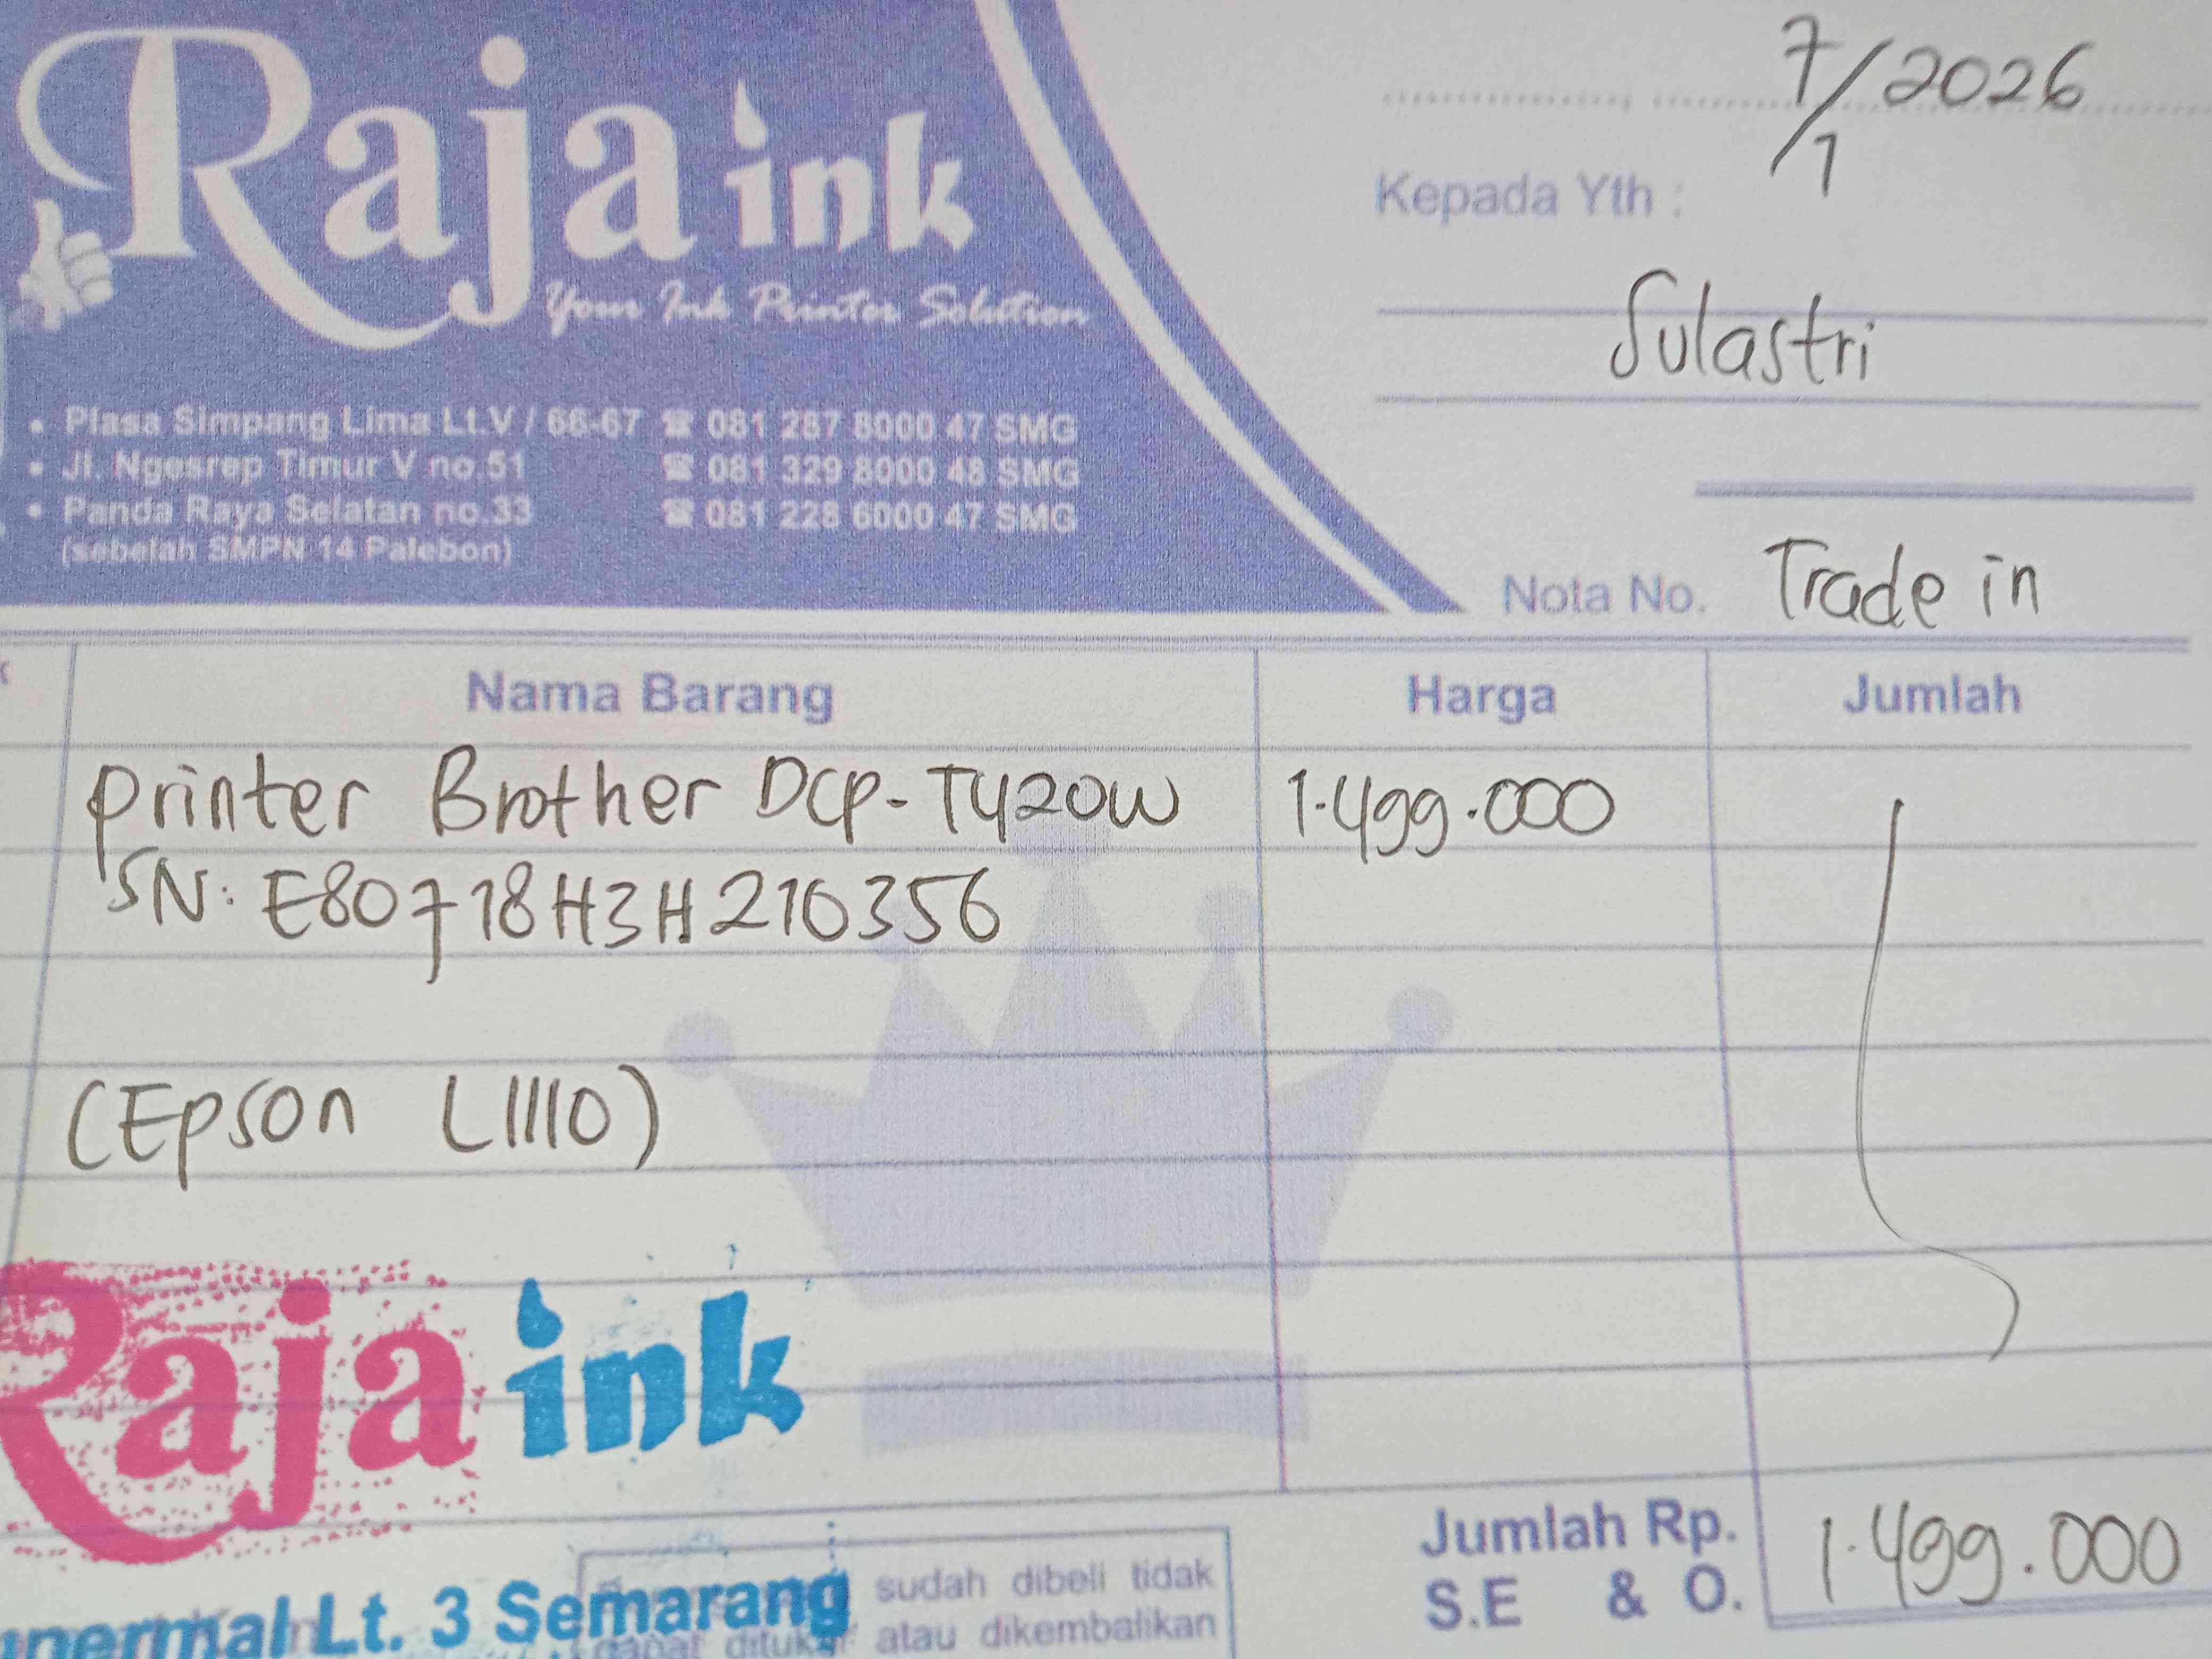 Raja ink
Your Ink Printer Solution
• Plasa Simpang Lima Lt.V / 66-67 ☎ 081 287 8000 47 SMG
• Jl. Ngesrep Timur V no.51 ☎ 081 329 8000 48 SMG
• Panda Raya Selatan no.33 ☎ 081 228 6000 47 SMG
(sebelah SMPN 14 Palebon)
7/1/2026
Kepada Yth :
Sulastri
Nota No. Trade in
Nama Barang Harga Jumlah
Printer Brother DCP-T420W 1.499.000
SN: E80718H3H210356
(Epson L1110)
Raja ink
Lt. 3 Semarang
sudah dibeli tidak
dapat ditukar atau dikembalikan
Jumlah Rp. 1.499.000
S.E & O.